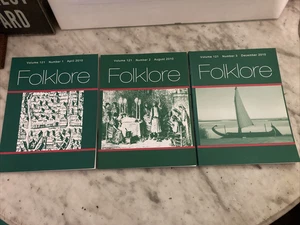 Volume 121 Number 1 April 2010
Folklore
Volume 121 Number 2 August 2010
Folklore
Volume 121 Number 3 December 2010
Folklore